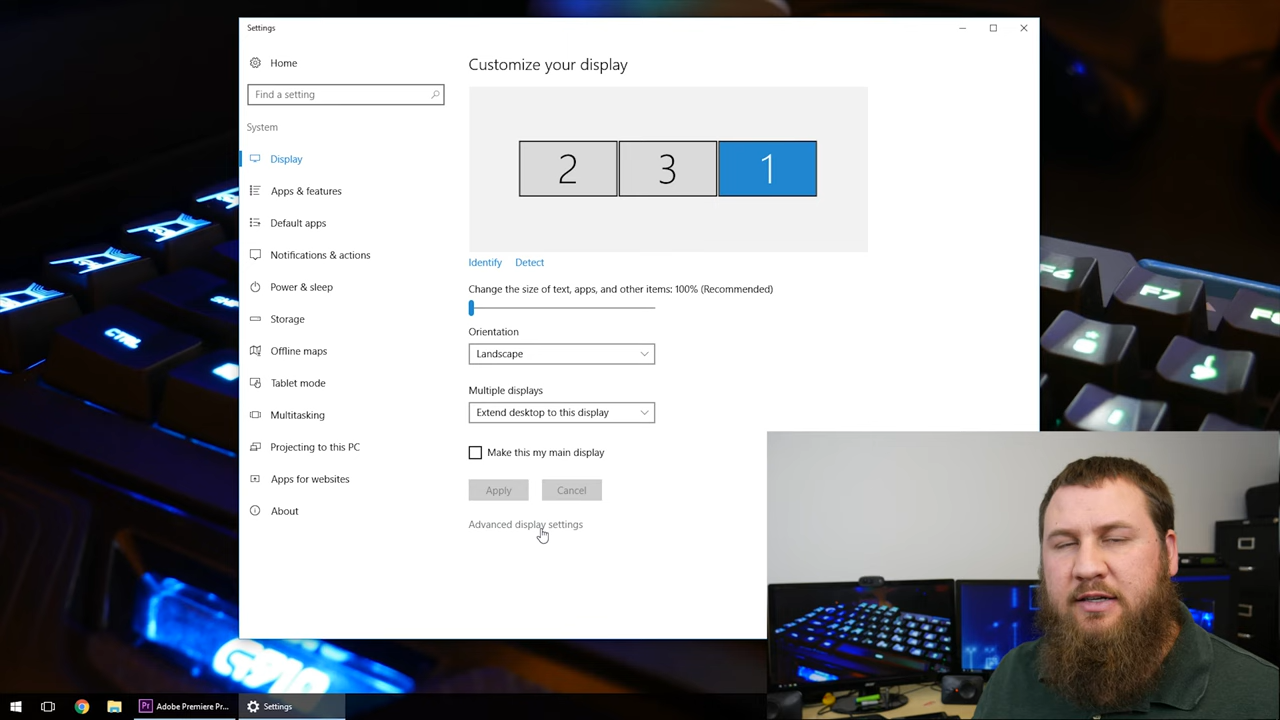 Settings
Home
Find a setting
System
Display
Apps & features
Default apps
Notifications & actions
Power & sleep
Storage
Offline maps
Tablet mode
Multitasking
Projecting to this PC
Apps for websites
About
Customize your display
2 3 1
Identify Detect
Change the size of text, apps, and other items: 100% (Recommended)
Orientation
Landscape
Multiple displays
Extend desktop to this display
Make this my main display
Apply Cancel
Advanced display settings
CTRL
F6
F7
Adobe Premiere Pr...
Settings